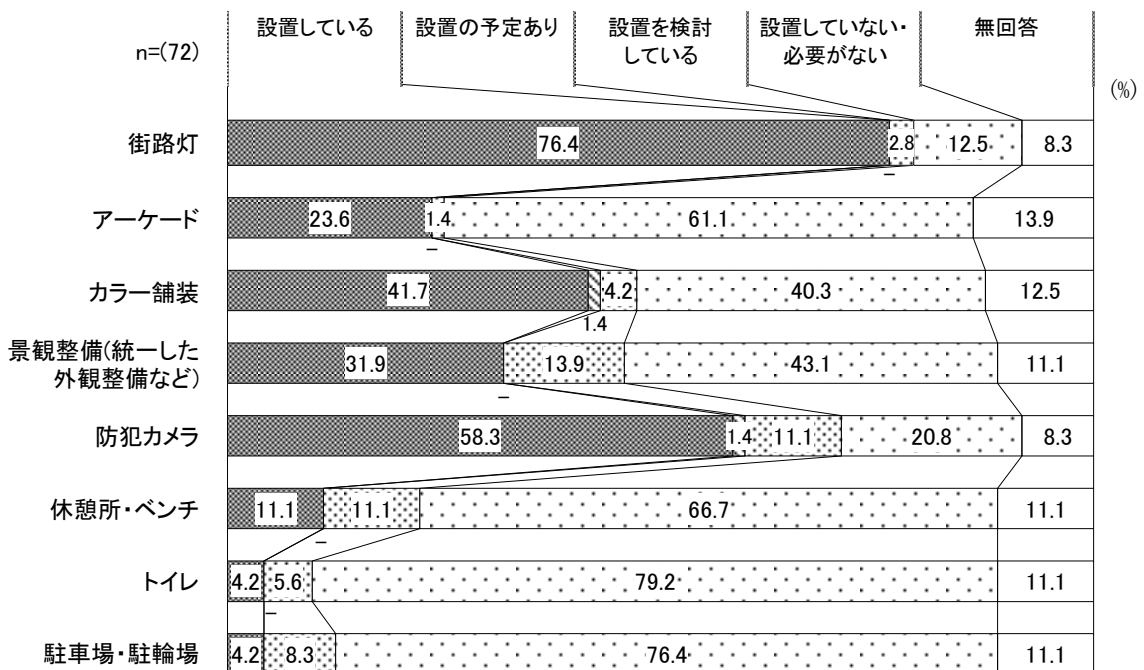 n=(72)
設置している
設置の予定あり
設置を検討
している
設置していない・
必要がない
無回答
(%)
街路灯
76.4
2.8
12.5
8.3
–
アーケード
23.6
1.4
61.1
13.9
–
カラー舗装
41.7
4.2
40.3
12.5
1.4
景観整備(統一した
外観整備など)
31.9
13.9
43.1
11.1
–
防犯カメラ
58.3
1.4
11.1
20.8
8.3
休憩所・ベンチ
11.1
11.1
66.7
11.1
–
トイレ
4.2
5.6
79.2
11.1
–
駐車場・駐輪場
4.2
8.3
76.4
11.1